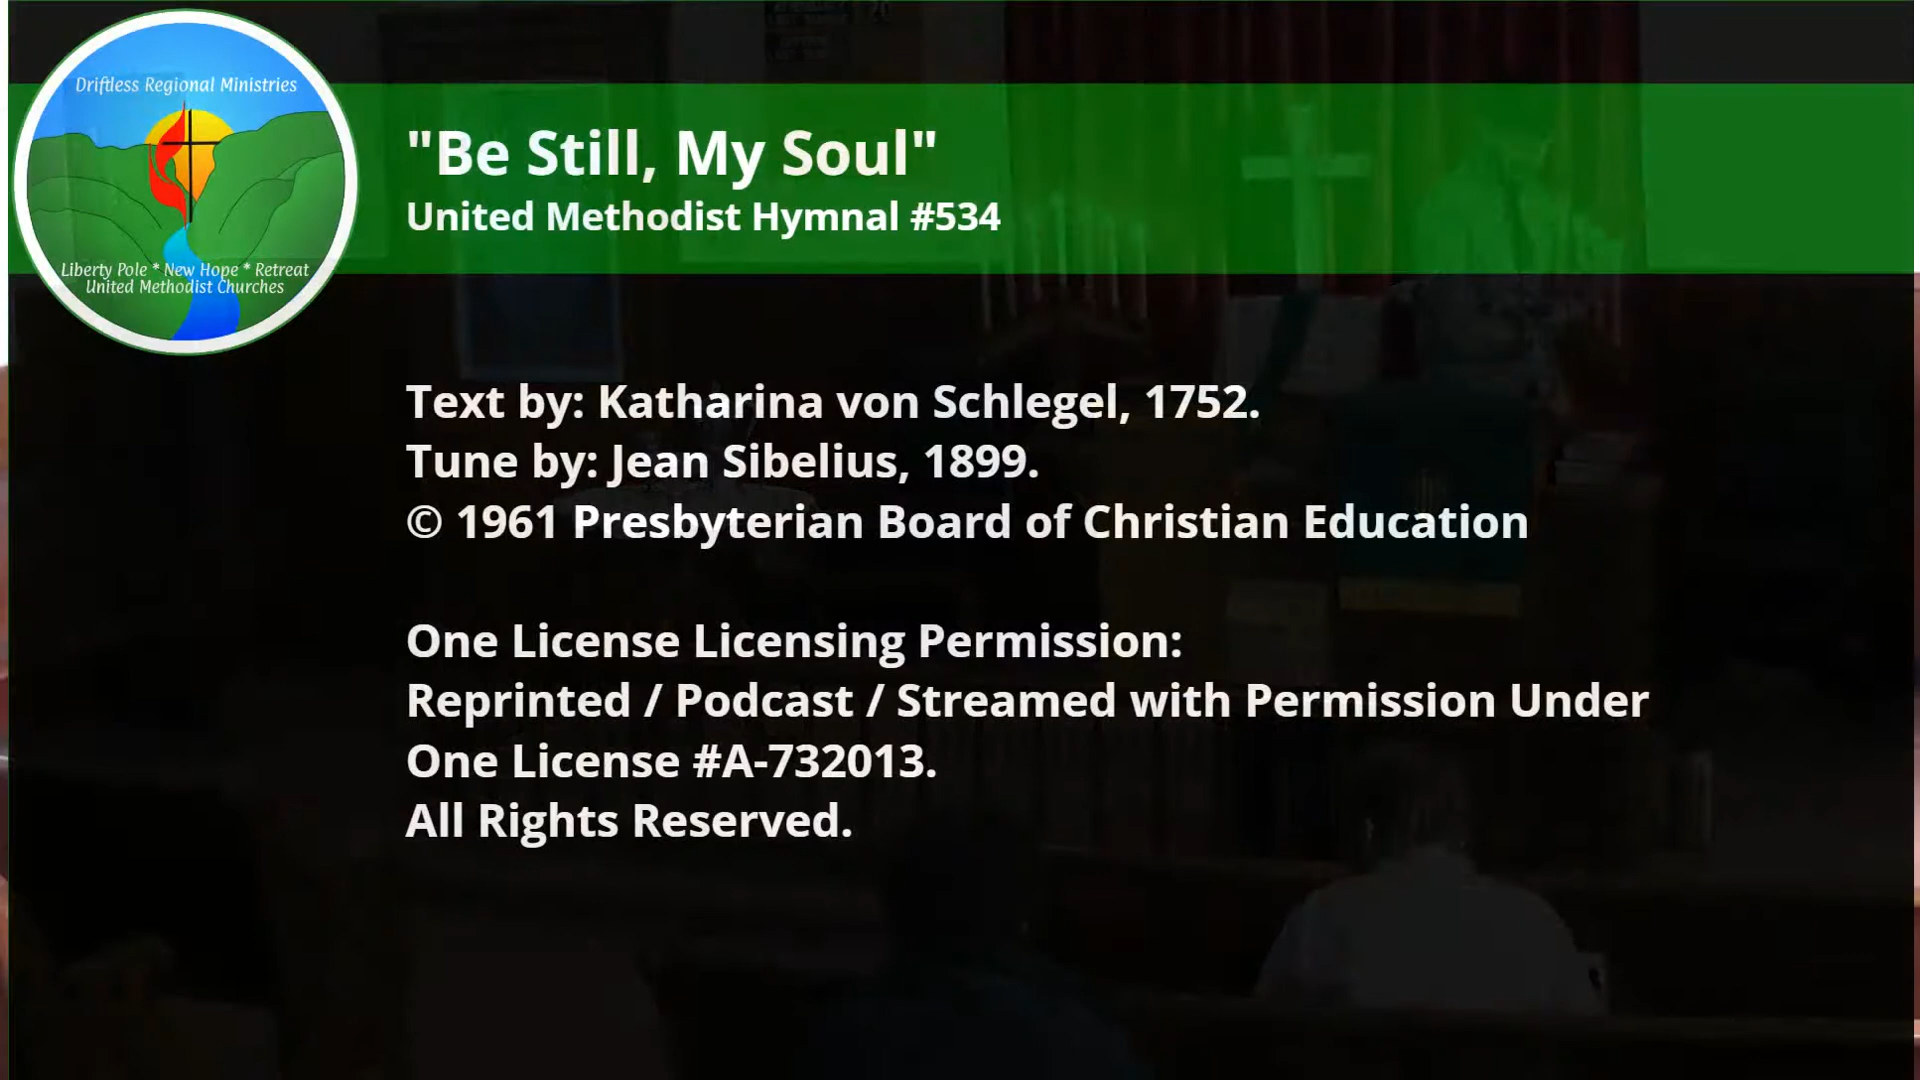 Driftless Regional Ministries
Liberty Pole * New Hope * Retreat
United Methodist Churches
"Be Still, My Soul"
United Methodist Hymnal #534
Text by: Katharina von Schlegel, 1752.
Tune by: Jean Sibelius, 1899.
© 1961 Presbyterian Board of Christian Education
One License Licensing Permission:
Reprinted / Podcast / Streamed with Permission Under
One License #A-732013.
All Rights Reserved.